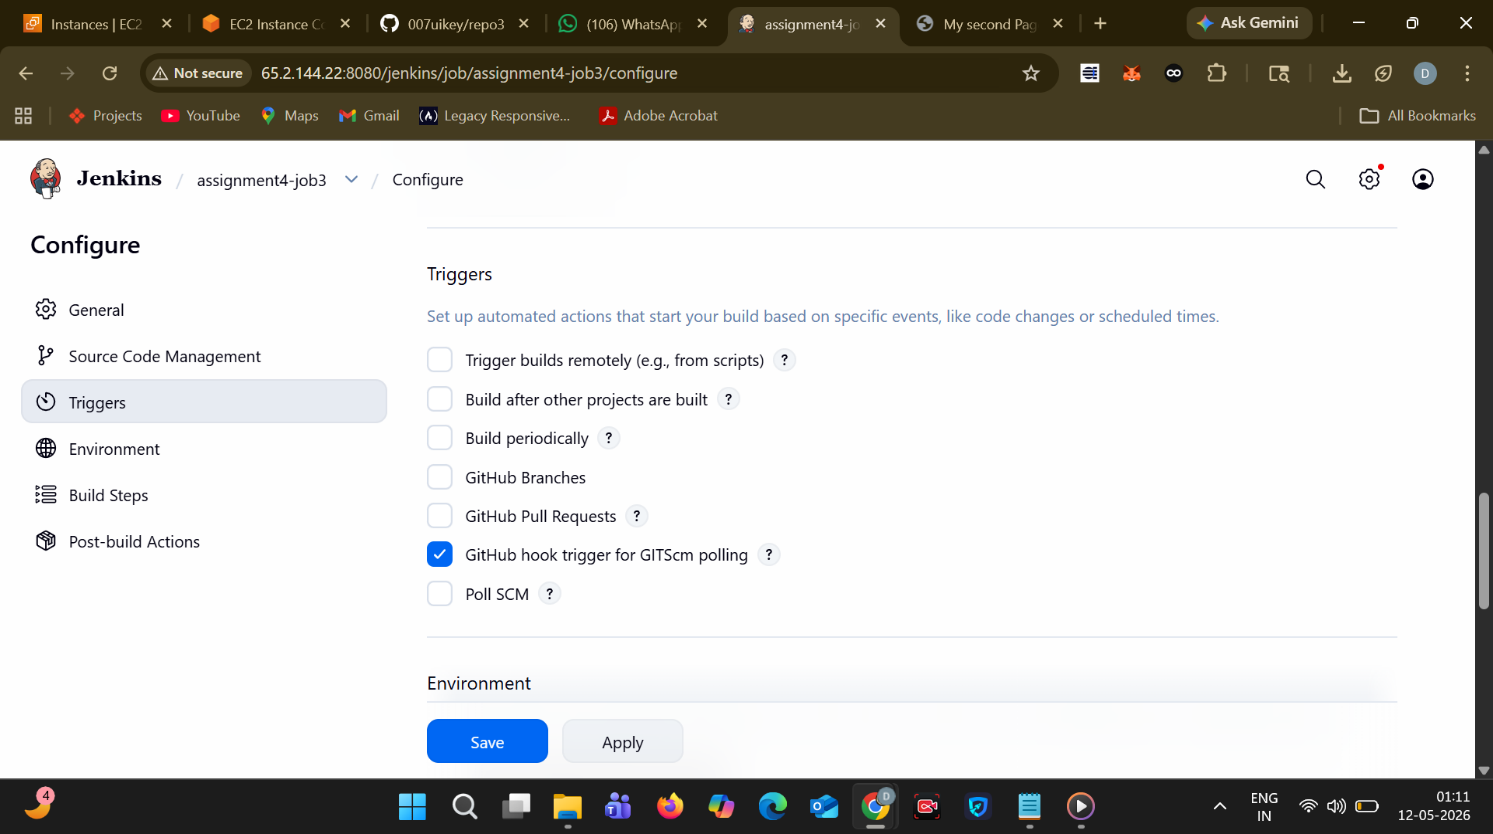 Instances | EC2
EC2 Instance Co
007uikey/repo3
(106) WhatsApp
assignment4-jo
My second Pag
Ask Gemini
Not secure
65.2.144.22:8080/jenkins/job/assignment4-job3/configure
D
Projects
YouTube
Maps
Gmail
Legacy Responsive...
Adobe Acrobat
All Bookmarks
Jenkins / assignment4-job3 / Configure
Configure
General
Source Code Management
Triggers
Environment
Build Steps
Post-build Actions
Triggers
Set up automated actions that start your build based on specific events, like code changes or scheduled times.
Trigger builds remotely (e.g., from scripts) ?
Build after other projects are built ?
Build periodically ?
GitHub Branches
GitHub Pull Requests ?
GitHub hook trigger for GITScm polling ?
Poll SCM ?
Environment
Save
Apply
4
D
ENG
IN
01:11
12-05-2026